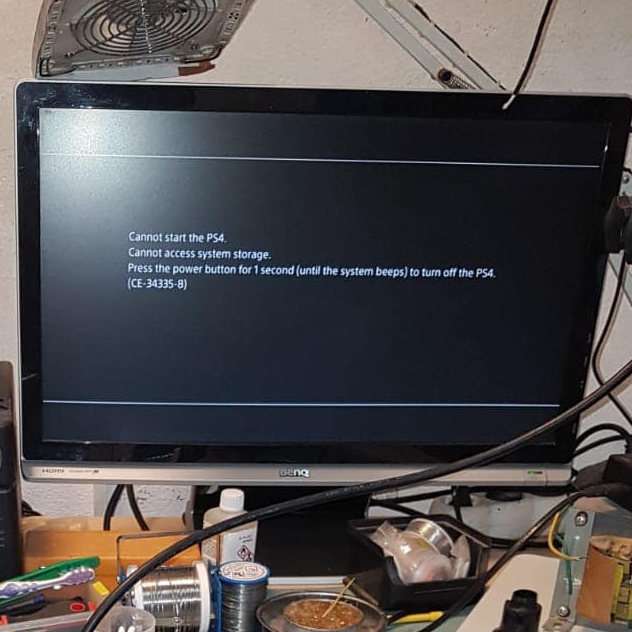 Cannot start the PS4.
Cannot access system storage.
Press the power button for 1 second (until the system beeps) to turn off the PS4.
(CE-34335-8)
HDMI
BenQ